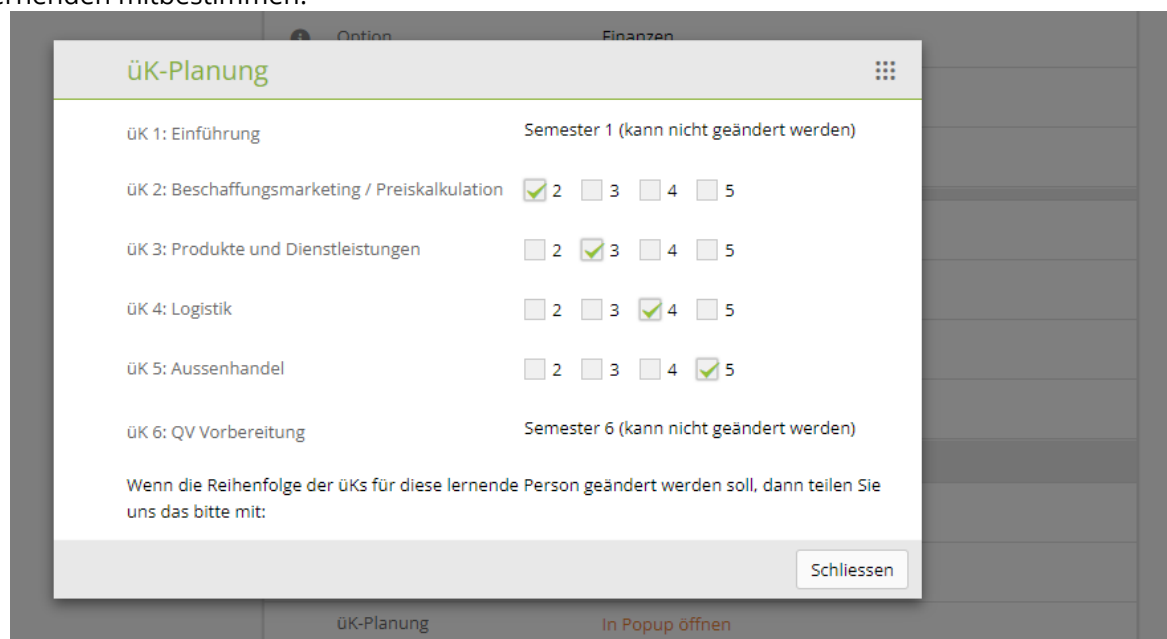 mitbestimmen.
Option Finanzen
üK-Planung
üK 1: Einführung Semester 1 (kann nicht geändert werden)
üK 2: Beschaffungsmarketing / Preiskalkulation 2 3 4 5
üK 3: Produkte und Dienstleistungen 2 3 4 5
üK 4: Logistik 2 3 4 5
üK 5: Aussenhandel 2 3 4 5
üK 6: QV Vorbereitung Semester 6 (kann nicht geändert werden)
Wenn die Reihenfolge der üKs für diese lernende Person geändert werden soll, dann teilen Sie
uns das bitte mit:
Schliessen
üK-Planung In Popup öffnen